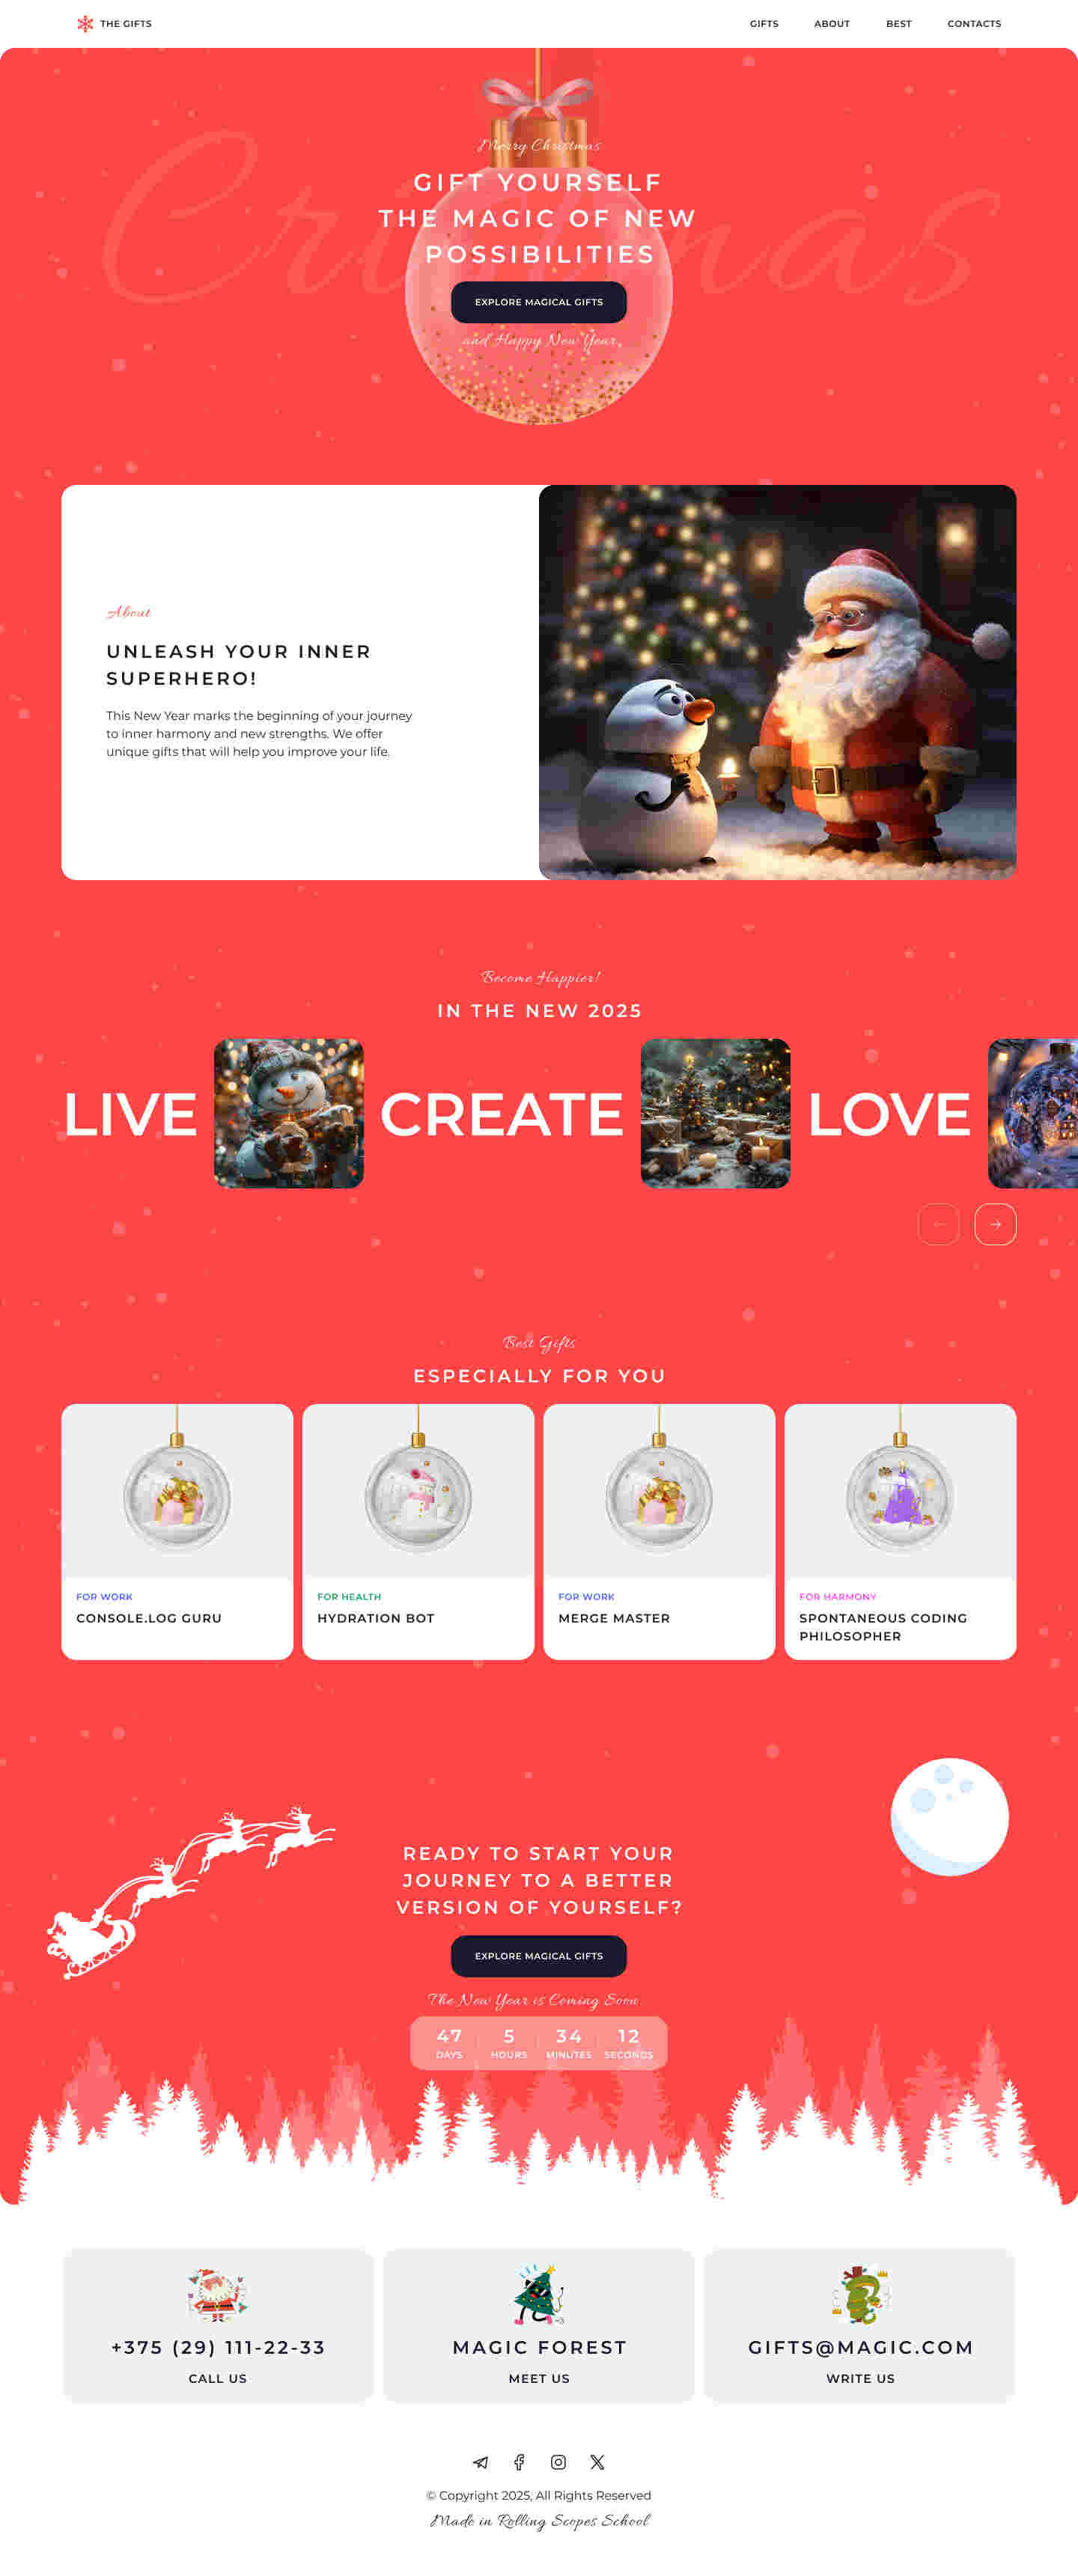 THE GIFTS
GIFTS
ABOUT
BEST
CONTACTS
Merry Christmas
GIFT YOURSELF
THE MAGIC OF NEW
POSSIBILITIES
EXPLORE MAGICAL GIFTS
and Happy New Year
About
UNLEASH YOUR INNER
SUPERHERO!
This New Year marks the beginning of your journey
to inner harmony and new strengths. We offer
unique gifts that will help you improve your life.
Become Happier!
IN THE NEW 2025
LIVE
CREATE
LOVE
Best Gifts
ESPECIALLY FOR YOU
FOR WORK
CONSOLE.LOG GURU
FOR HEALTH
HYDRATION BOT
FOR WORK
MERGE MASTER
FOR HARMONY
SPONTANEOUS CODING
PHILOSOPHER
READY TO START YOUR
JOURNEY TO A BETTER
VERSION OF YOURSELF?
EXPLORE MAGICAL GIFTS
The New Year is Coming Soon
47
5
34
12
DAYS
HOURS
MINUTES
SECONDS
+375 (29) 111-22-33
CALL US
MAGIC FOREST
MEET US
GIFTS@MAGIC.COM
WRITE US
© Copyright 2025, All Rights Reserved
Made in Rolling Scopes School